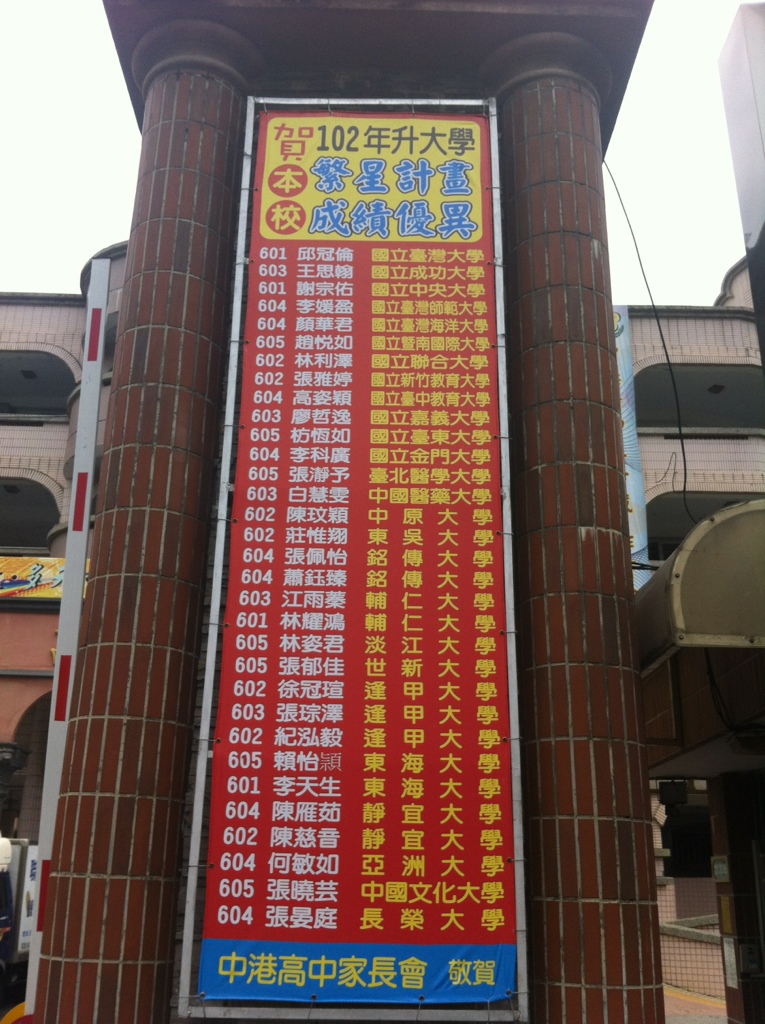 賀 102年升大學
本校 繁星計畫
成績優異
601 邱冠倫 國立臺灣大學
603 王思翰 國立成功大學
601 謝宗佑 國立中央大學
604 李媛盈 國立臺灣師範大學
604 顏華君 國立臺灣海洋大學
605 趙悅如 國立暨南國際大學
602 林利澤 國立聯合大學
602 張雅婷 國立新竹教育大學
604 高姿穎 國立臺中教育大學
603 廖哲逸 國立嘉義大學
605 枋恆如 國立臺東大學
604 李科廣 國立金門大學
605 張瀞予 臺北醫學大學
603 白慧雯 中國醫藥大學
602 陳玟穎 中原大學
602 莊惟翔 東吳大學
604 張佩怡 銘傳大學
604 蕭鈺臻 銘傳大學
603 江雨蓁 輔仁大學
601 林耀鴻 輔仁大學
605 林姿君 淡江大學
605 張郁佳 世新大學
602 徐冠瑄 逢甲大學
603 張琮澤 逢甲大學
602 紀泓毅 逢甲大學
605 賴怡頴 東海大學
601 李天生 東海大學
604 陳雁茹 靜宜大學
602 陳慈音 靜宜大學
604 何敏如 亞洲大學
605 張曉芸 中國文化大學
604 張晏庭 長榮大學
中港高中家長會 敬賀